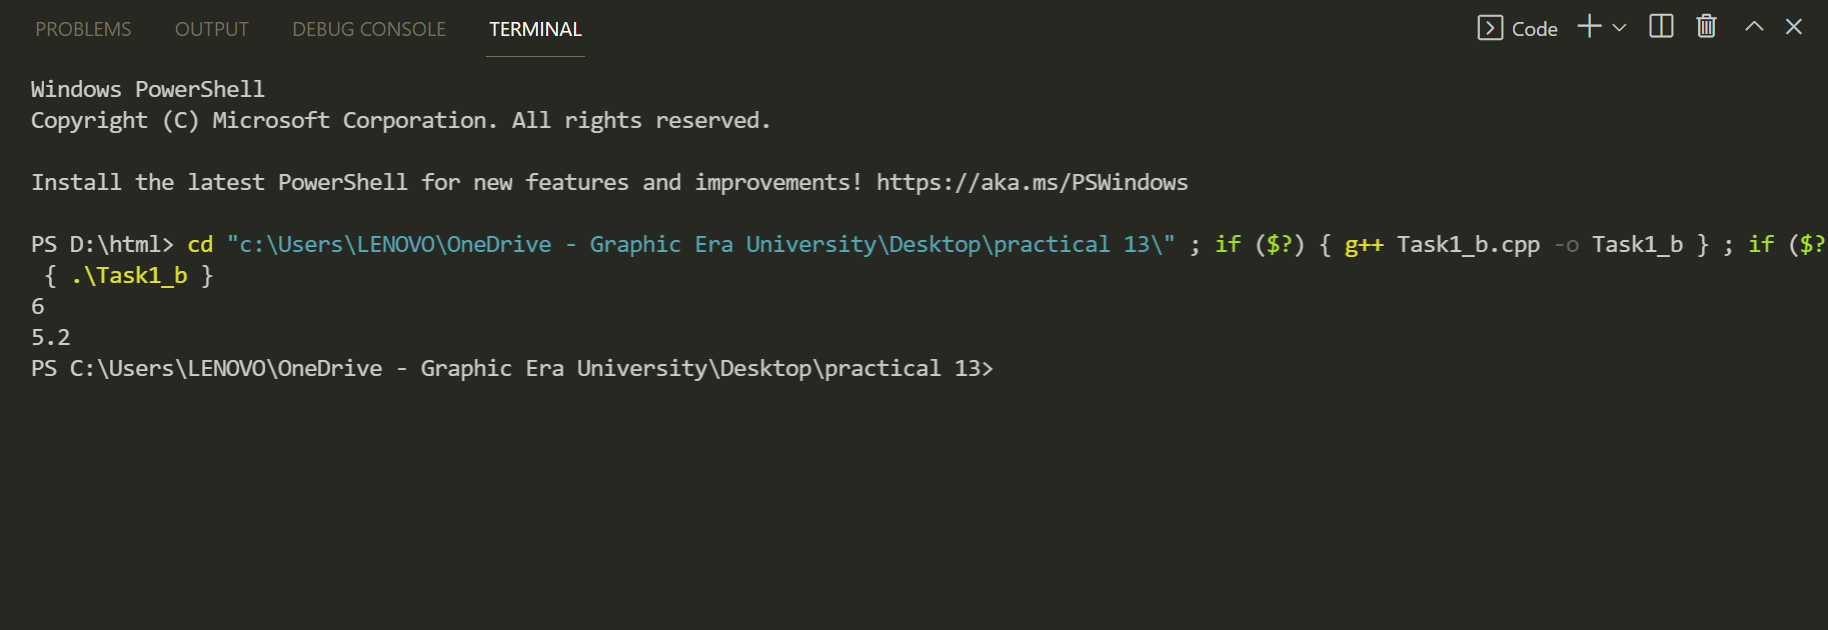 PROBLEMS OUTPUT DEBUG CONSOLE TERMINAL Code
Windows PowerShell
Copyright (C) Microsoft Corporation. All rights reserved.
Install the latest PowerShell for new features and improvements! https://aka.ms/PSWindows
PS D:\html> cd "c:\Users\LENOVO\OneDrive - Graphic Era University\Desktop\practical 13\" ; if ($?) { g++ Task1_b.cpp -o Task1_b } ; if ($?
{ .\Task1_b }
6
5.2
PS C:\Users\LENOVO\OneDrive - Graphic Era University\Desktop\practical 13>